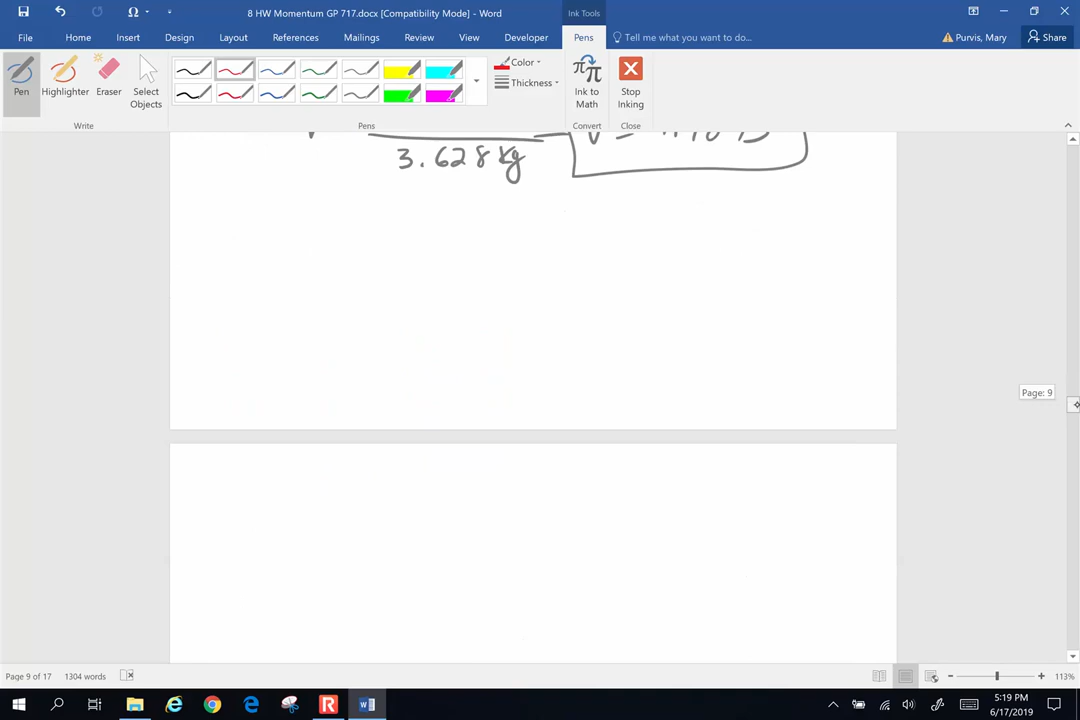 8 HW Momentum GP 717.docx [Compatibility Mode] - Word
Ink Tools
File Home Insert Design Layout References Mailings Review View Developer Pens Tell me what you want to do... Purvis, Mary Share
Color
Thickness
Pen Highlighter Eraser Select Objects
Ink to Math
Stop Inking
Write Pens Convert Close
3.628 kg
Page: 9
Page 9 of 17 1304 words 113%
5:19 PM
6/17/2019